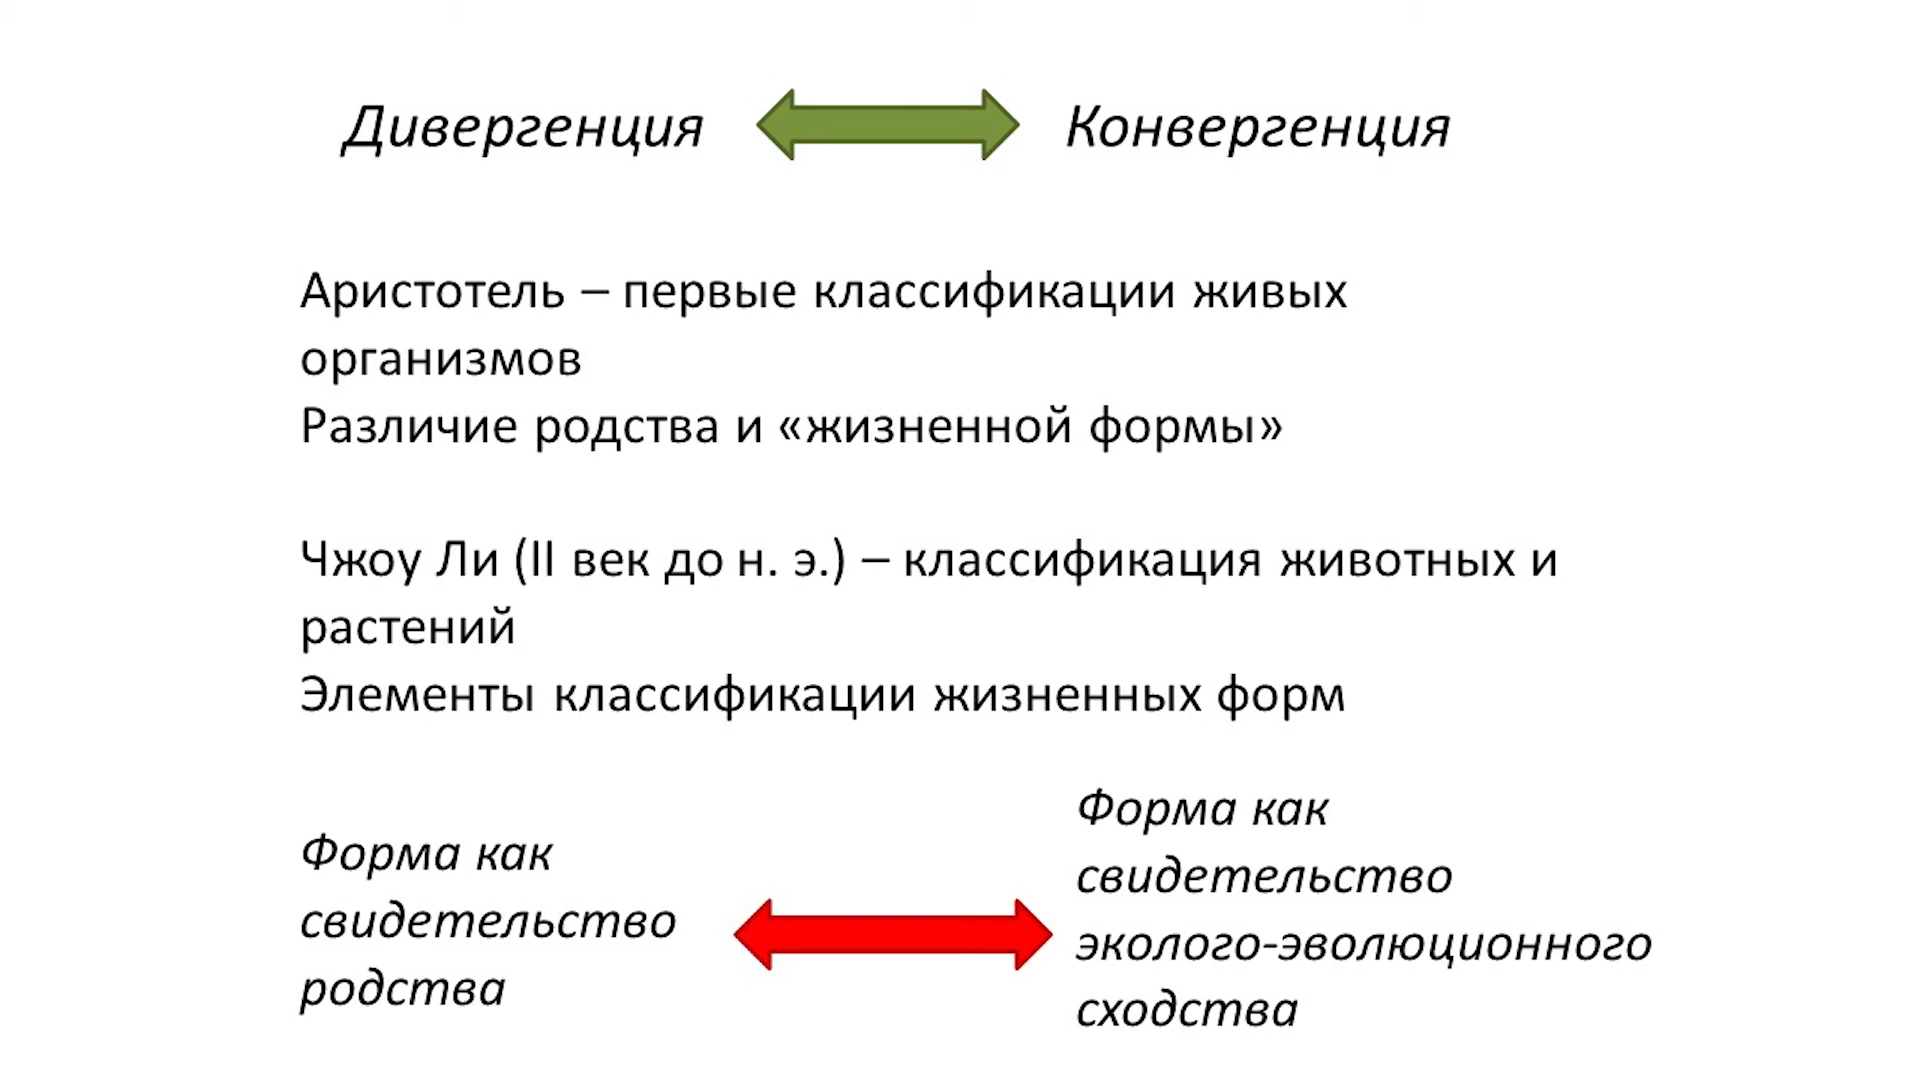 Дивергенция Конвергенция
Аристотель – первые классификации живых
организмов
Различие родства и «жизненной формы»
Чжоу Ли (II век до н. э.) – классификация животных и
растений
Элементы классификации жизненных форм
Форма как
свидетельство
родства
Форма как
свидетельство
эколого-эволюционного
сходства